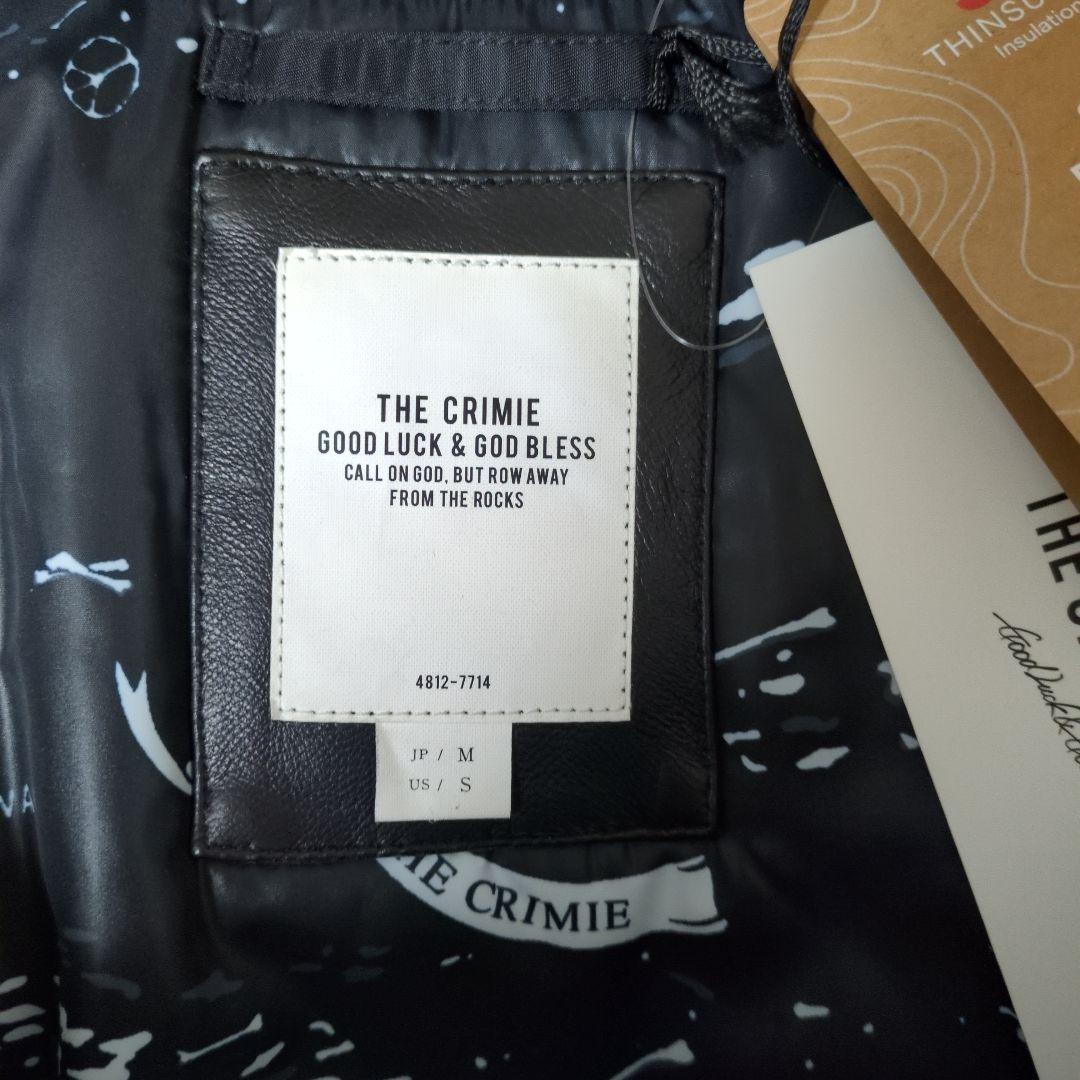 THE CRIMIE
GOOD LUCK & GOD BLESS
CALL ON GOD, BUT ROW AWAY
FROM THE ROCKS
4812-7714
JP / M
US / S
CRIMIE
Insulation
THE